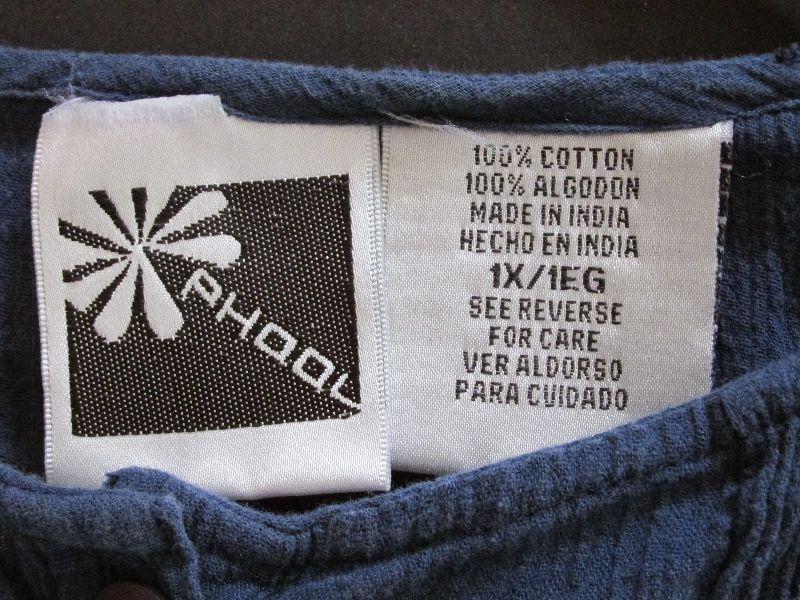 PHOOL
100% COTTON
100% ALGODON
MADE IN INDIA
HECHO EN INDIA
1X/1EG
SEE REVERSE
FOR CARE
VER ALDORSO
PARA CUIDADO